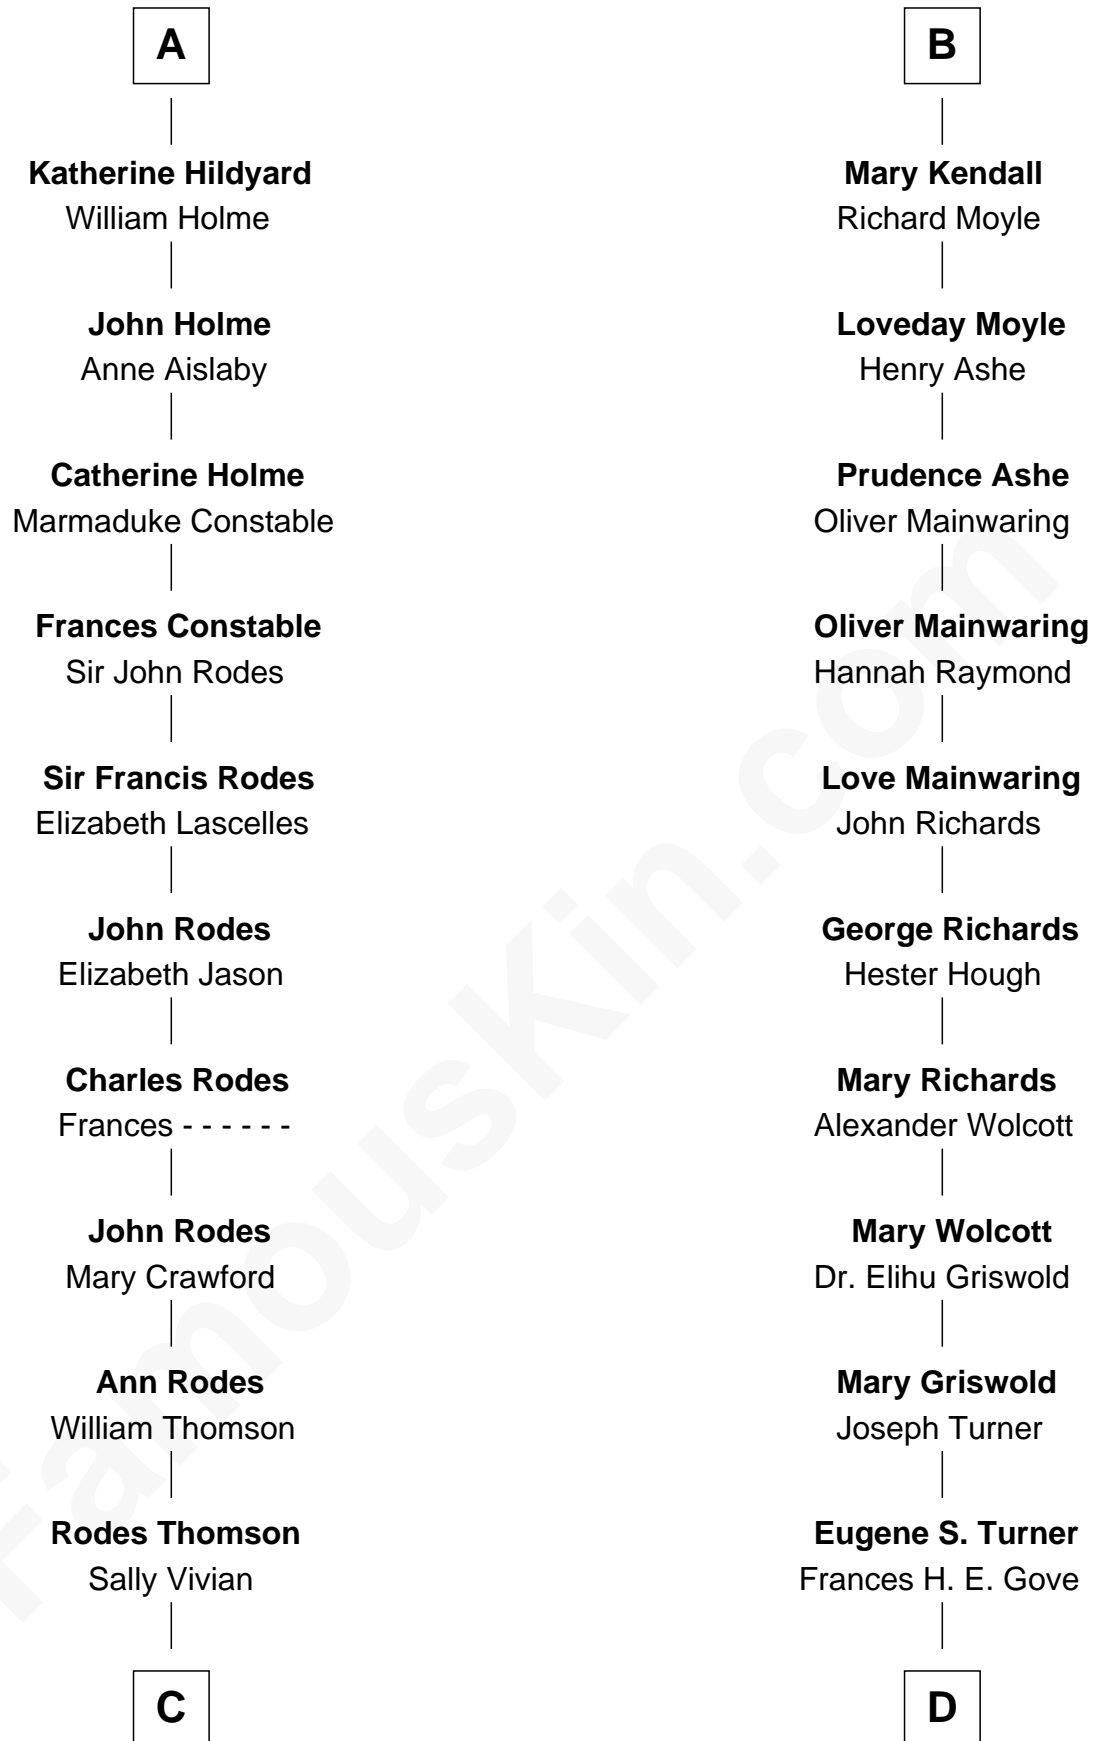 A
Katherine Hildyard
William Holme
John Holme
Anne Aislaby
Catherine Holme
Marmaduke Constable
Frances Constable
Sir John Rodes
Sir Francis Rodes
Elizabeth Lascelles
John Rodes
Elizabeth Jason
Charles Rodes
Frances - - - - - -
John Rodes
Mary Crawford
Ann Rodes
William Thomson
Rodes Thomson
Sally Vivian
C
B
Mary Kendall
Richard Moyle
Loveday Moyle
Henry Ashe
Prudence Ashe
Oliver Mainwaring
Oliver Mainwaring
Hannah Raymond
Love Mainwaring
John Richards
George Richards
Hester Hough
Mary Richards
Alexander Wolcott
Mary Wolcott
Dr. Elihu Griswold
Mary Griswold
Joseph Turner
Eugene S. Turner
Frances H. E. Gove
D
FamousKin.com